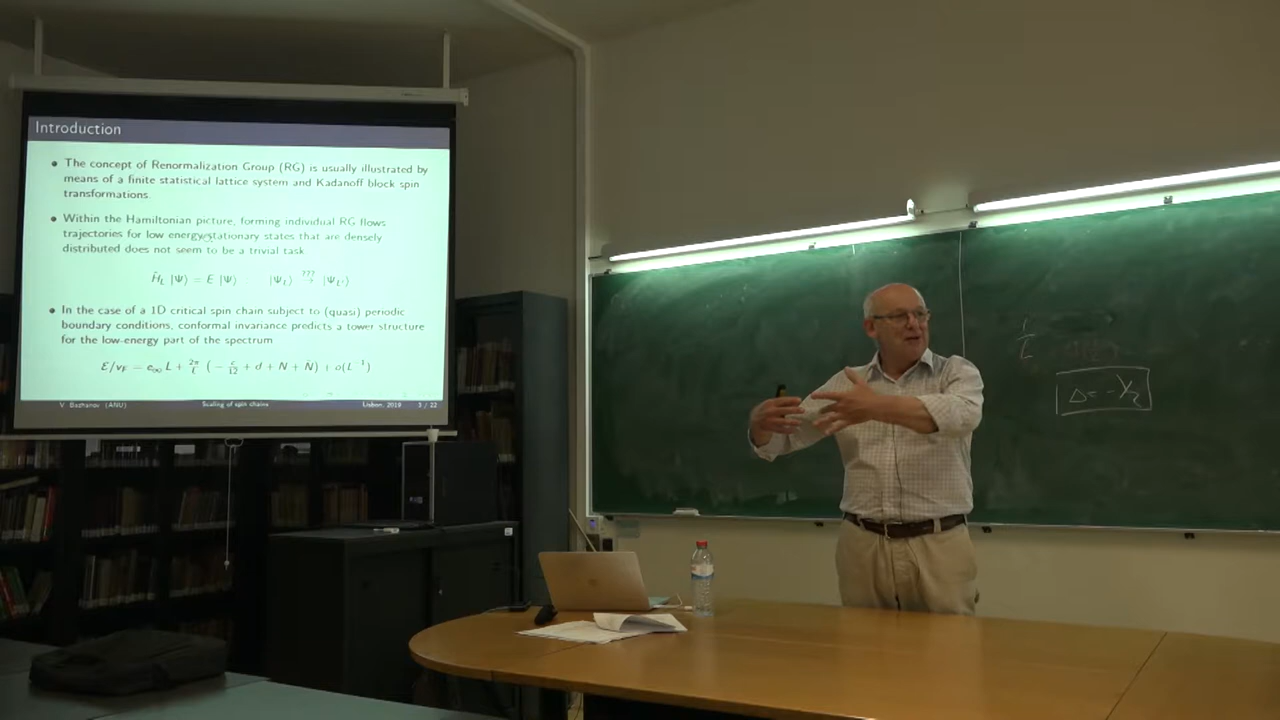 Introduction
The concept of Renormalization Group (RG) is usually illustrated by
means of a finite statistical lattice system and Kadanoff block spin
transformations.
Within the Hamiltonian picture, forming individual RG flows
trajectories for low energy stationary states that are densely
distributed does not seem to be a trivial task
Ĥ_L |Ψ⟩ = E |Ψ⟩ : |Ψ_L⟩ ???→ |Ψ_L'⟩
In the case of a 1D critical spin chain subject to (quasi) periodic
boundary conditions, conformal invariance predicts a tower structure
for the low-energy part of the spectrum
E/v_F = e_∞ L + 2π/L (− c/12 + d + N + N̄) + o(L⁻¹)
V. Bazhanov (ANU) Scaling of spin chains Lisbon, 2019 3 / 22
1/L
Δ = -1/2